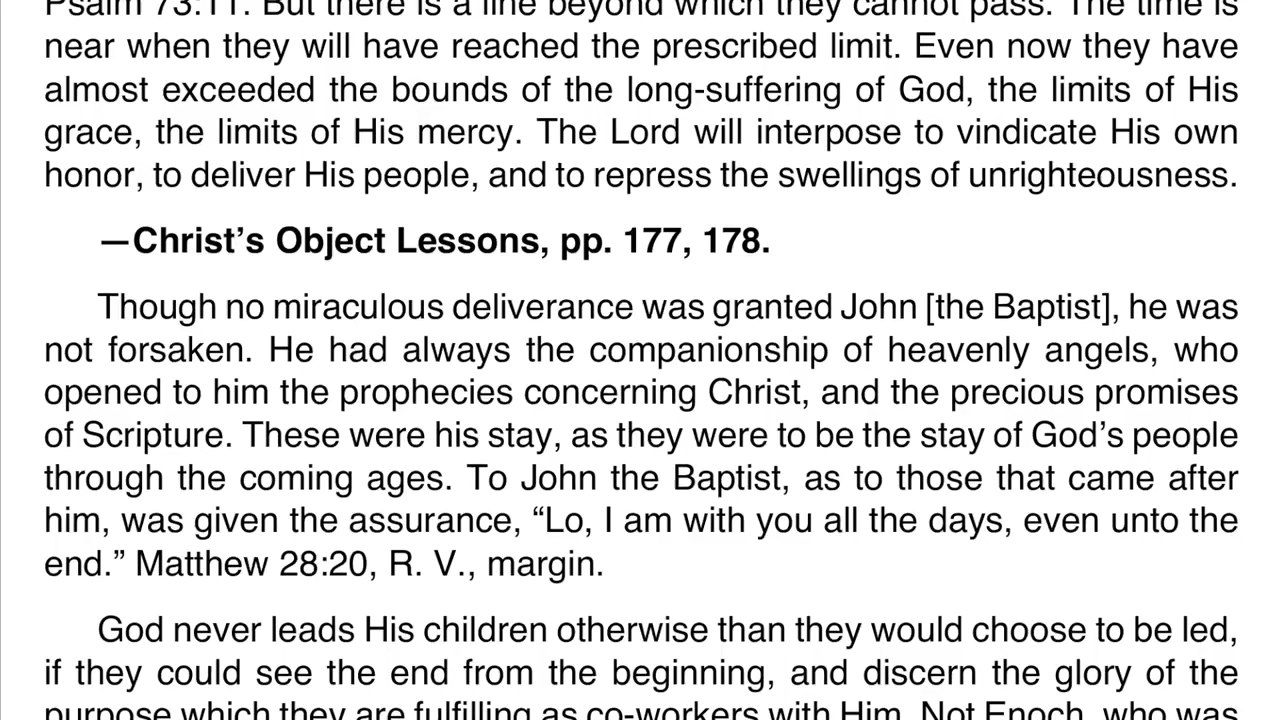 Psalm 73:11. But there is a line beyond which they cannot pass. The time is
near when they will have reached the prescribed limit. Even now they have
almost exceeded the bounds of the long-suffering of God, the limits of His
grace, the limits of His mercy. The Lord will interpose to vindicate His own
honor, to deliver His people, and to repress the swellings of unrighteousness.
—Christ’s Object Lessons, pp. 177, 178.
Though no miraculous deliverance was granted John [the Baptist], he was
not forsaken. He had always the companionship of heavenly angels, who
opened to him the prophecies concerning Christ, and the precious promises
of Scripture. These were his stay, as they were to be the stay of God’s people
through the coming ages. To John the Baptist, as to those that came after
him, was given the assurance, “Lo, I am with you all the days, even unto the
end.” Matthew 28:20, R. V., margin.
God never leads His children otherwise than they would choose to be led,
if they could see the end from the beginning, and discern the glory of the
purpose which they are fulfilling as co-workers with Him. Not Enoch, who was